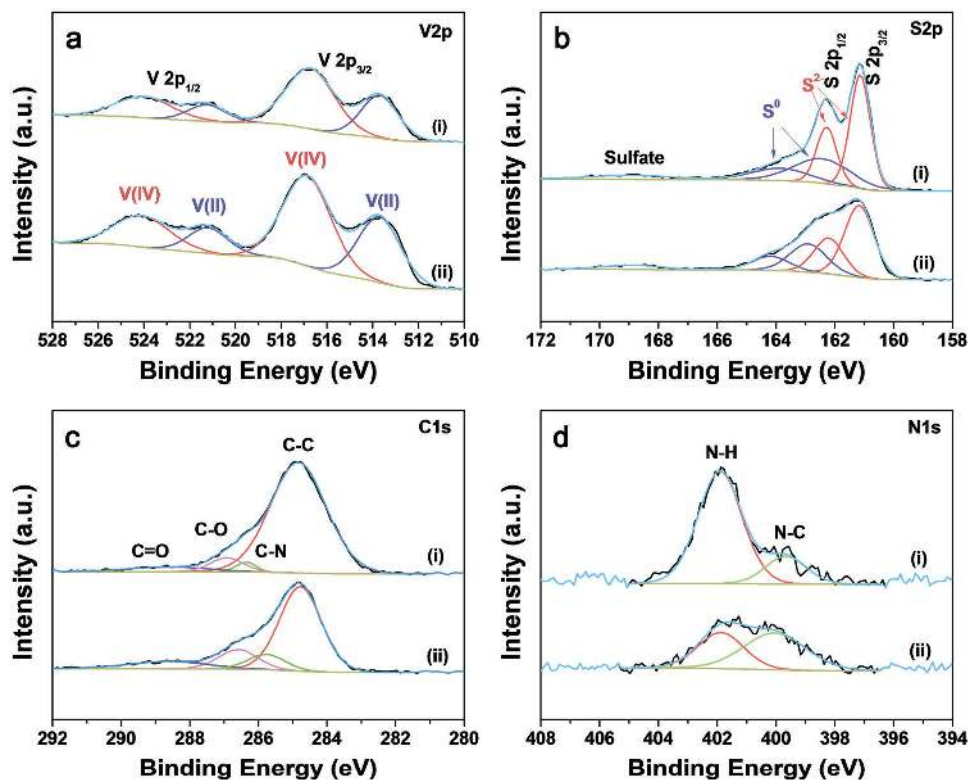 a
V2p
V 2p1/2
V 2p3/2
(i)
V(IV)
V(II)
V(IV)
V(II)
(ii)
Intensity (a.u.)
528 526 524 522 520 518 516 514 512 510
Binding Energy (eV)
b
S2p
S 2p1/2
S 2p3/2
S2-
S0
Sulfate
(i)
(ii)
Intensity (a.u.)
172 170 168 166 164 162 160 158
Binding Energy (eV)
c
C1s
C-C
C-O
C=O
C-N
(i)
(ii)
Intensity (a.u.)
292 290 288 286 284 282 280
Binding Energy (eV)
d
N1s
N-H
N-C
(i)
(ii)
Intensity (a.u.)
408 406 404 402 400 398 396 394
Binding Energy (eV)